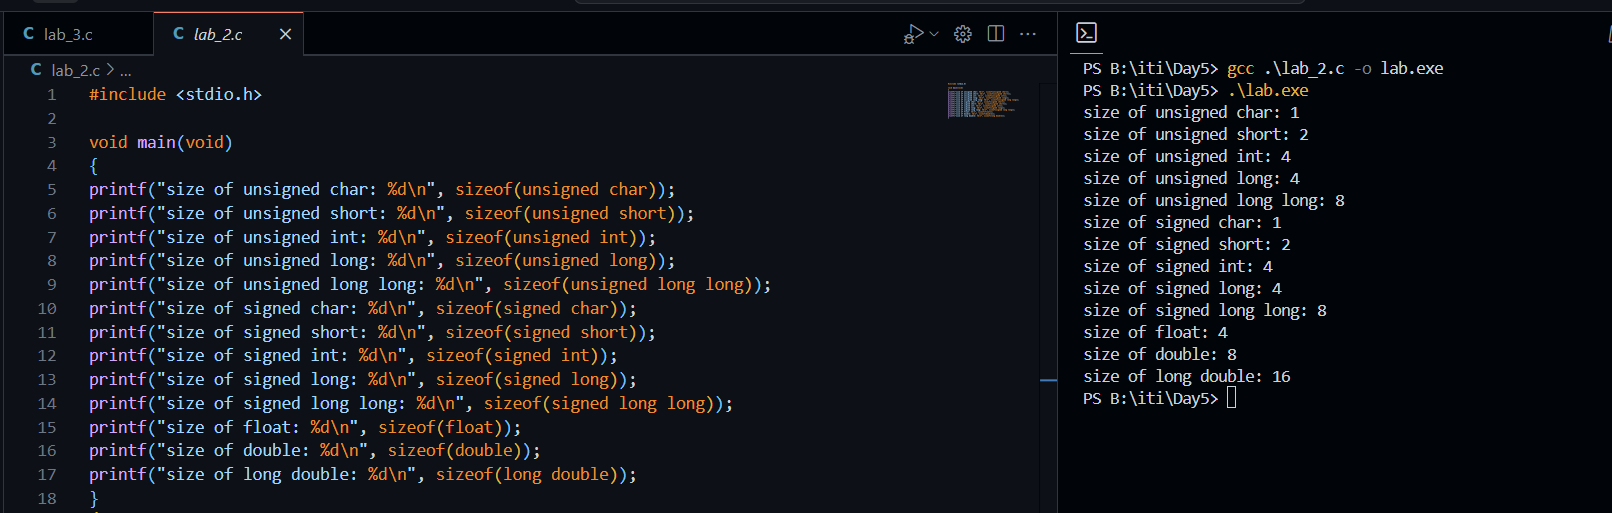 C lab_3.c
C lab_2.c ×
C lab_2.c > ...
1 #include <stdio.h>
2
3 void main(void)
4 {
5 printf("size of unsigned char: %d\n", sizeof(unsigned char));
6 printf("size of unsigned short: %d\n", sizeof(unsigned short));
7 printf("size of unsigned int: %d\n", sizeof(unsigned int));
8 printf("size of unsigned long: %d\n", sizeof(unsigned long));
9 printf("size of unsigned long long: %d\n", sizeof(unsigned long long));
10 printf("size of signed char: %d\n", sizeof(signed char));
11 printf("size of signed short: %d\n", sizeof(signed short));
12 printf("size of signed int: %d\n", sizeof(signed int));
13 printf("size of signed long: %d\n", sizeof(signed long));
14 printf("size of signed long long: %d\n", sizeof(signed long long));
15 printf("size of float: %d\n", sizeof(float));
16 printf("size of double: %d\n", sizeof(double));
17 printf("size of long double: %d\n", sizeof(long double));
18 }
PS B:\iti\Day5> gcc .\lab_2.c -o lab.exe
PS B:\iti\Day5> .\lab.exe
size of unsigned char: 1
size of unsigned short: 2
size of unsigned int: 4
size of unsigned long: 4
size of unsigned long long: 8
size of signed char: 1
size of signed short: 2
size of signed int: 4
size of signed long: 4
size of signed long long: 8
size of float: 4
size of double: 8
size of long double: 16
PS B:\iti\Day5>